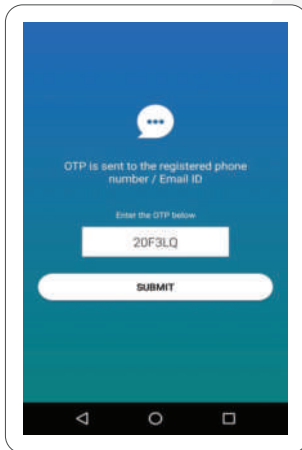 OTP is sent to the registered phone
number / Email ID
Enter the OTP below
20F3LQ
SUBMIT